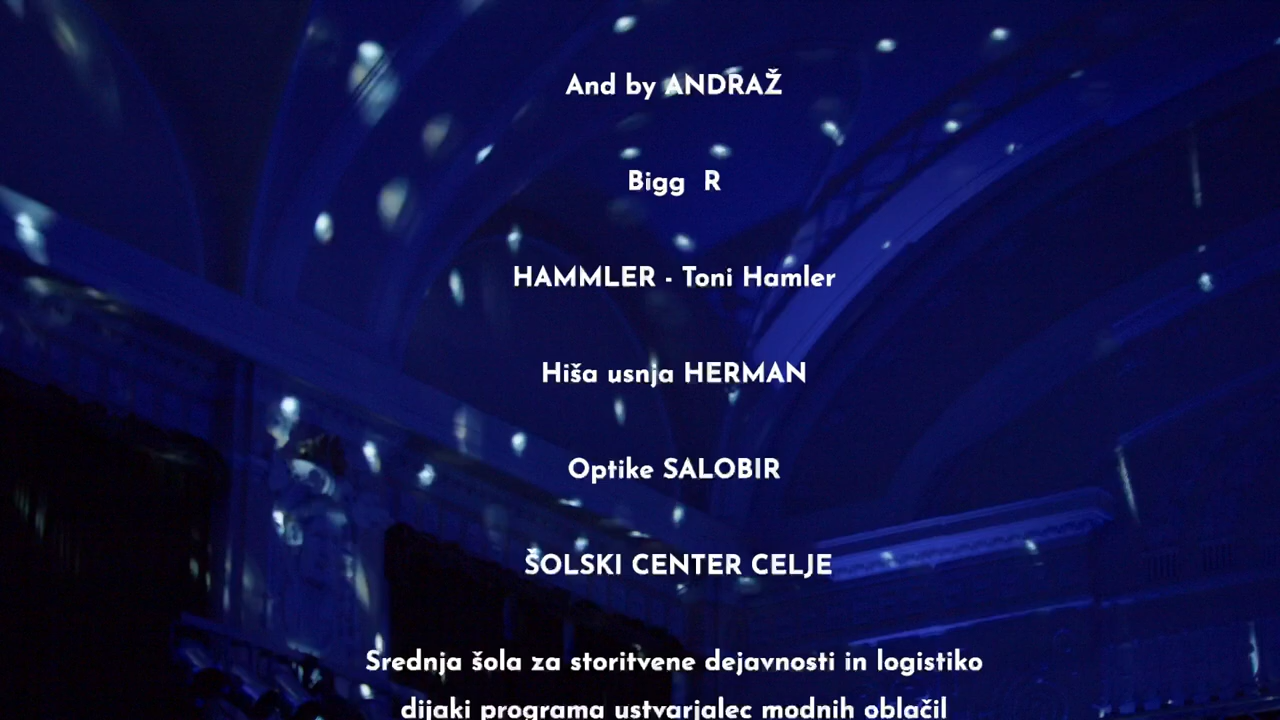 And by ANDRAŽ
Bigg R
HAMMLER - Toni Hamler
Hiša usnja HERMAN
Optike SALOBIR
ŠOLSKI CENTER CELJE
Srednja šola za storitvene dejavnosti in logistiko
dijaki programa ustvarjalec modnih oblačil